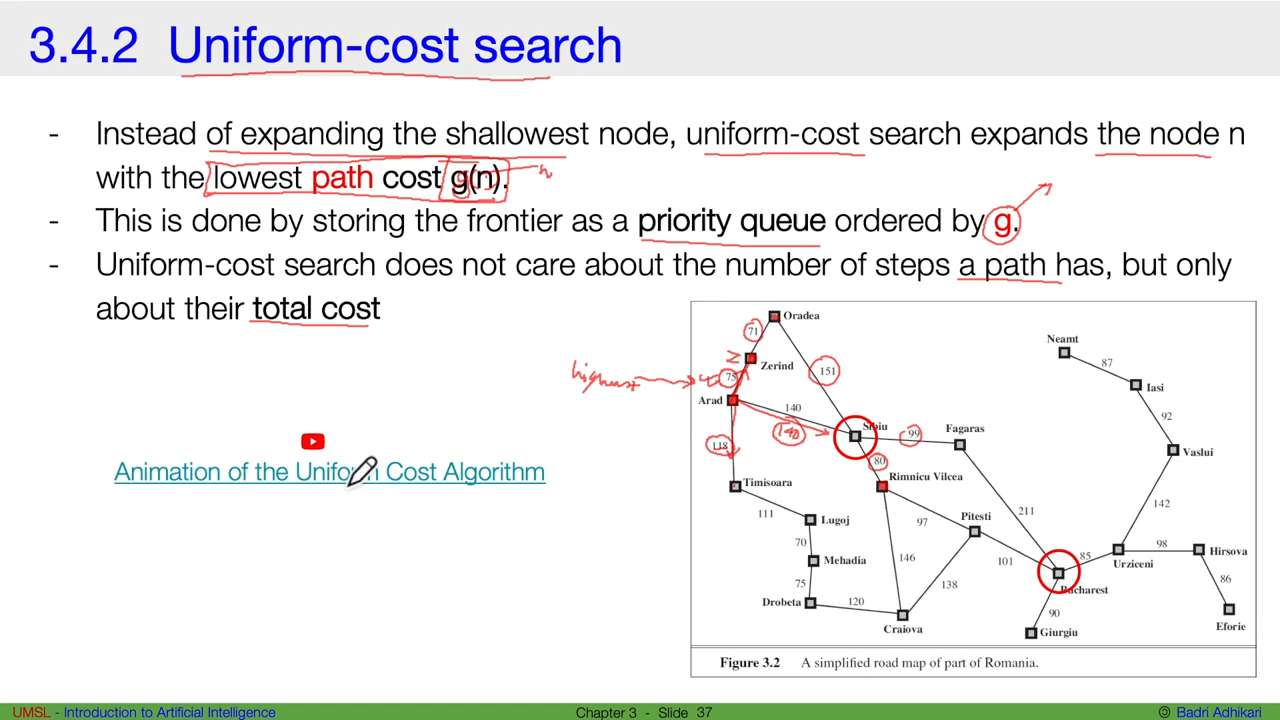 3.4.2 Uniform-cost search
- Instead of expanding the shallowest node, uniform-cost search expands the node n
with the lowest path cost g(n).
- This is done by storing the frontier as a priority queue ordered by g.
- Uniform-cost search does not care about the number of steps a path has, but only
about their total cost
Oradea
71
Neamt
Z
Zerind
87
highest
75
151
Iasi
Arad
140
92
140
Sibiu
99
Fagaras
118
80
Vaslui
Animation of the Uniform Cost Algorithm
Timisoara
Rimnicu Vilcea
142
111
Lugoj
97
Pitesti
211
70
98
Hirsova
Mehadia
146
101
85
Urziceni
75
138
86
Drobeta
120
Bucharest
90
Craiova
Giurgiu
Eforie
Figure 3.2 A simplified road map of part of Romania.
UMSL - Introduction to Artificial Intelligence
Chapter 3 - Slide 37
Badri Adhikari